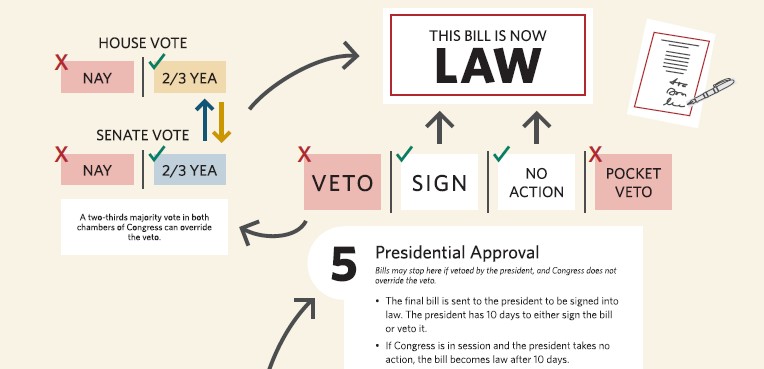 HOUSE VOTE
X NAY
2/3 YEA
SENATE VOTE
X NAY
2/3 YEA
A two-thirds majority vote in both
chambers of Congress can override
the veto.
THIS BILL IS NOW
LAW
X VETO
SIGN
NO
ACTION
X POCKET
VETO
5 Presidential Approval
Bills may stop here if vetoed by the president, and Congress does not
override the veto.
• The final bill is sent to the president to be signed into
law. The president has 10 days to either sign the bill
or veto it.
• If Congress is in session and the president takes no
action, the bill becomes law after 10 days.